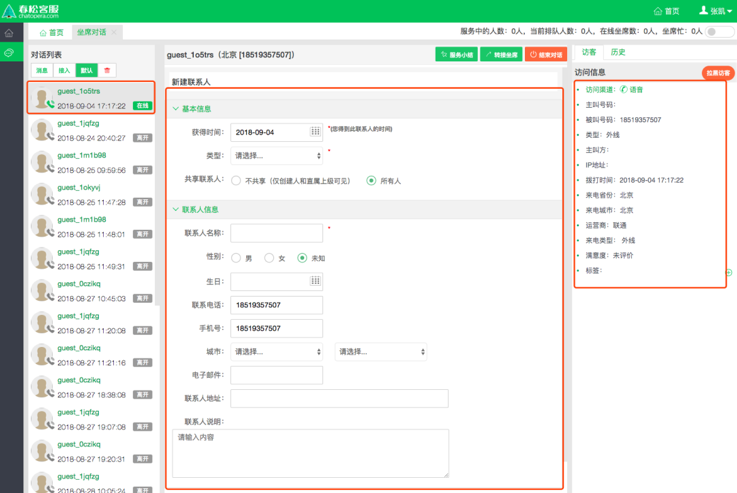 春松客服
chatopera.com
首页
张凯
首页
坐席对话
服务中的人数：0人，当前排队人数：0人，在线坐席数：0人，坐席忙：0人
对话列表
消息 接入 默认
guest_1o5trs
2018-09-04 17:17:22 在线
guest_1jqfzg
2018-08-24 20:40:27 离开
guest_1m1b98
2018-08-25 09:59:56 离开
guest_1okyvj
2018-08-25 11:47:28 离开
guest_1m1b98
2018-08-25 11:48:01 离开
guest_1jqfzg
2018-08-25 11:49:31 离开
guest_0czikq
2018-08-27 10:45:03 离开
guest_1jqfzg
2018-08-27 11:20:08 离开
guest_0czikq
2018-08-27 11:21:16 离开
guest_0czikq
2018-08-27 18:38:08 离开
guest_1jqfzg
2018-08-27 19:07:08 离开
guest_0czikq
2018-08-27 19:20:31 离开
guest_1jqfzg
2018-08-28 10:05:24 离开
guest_1o5trs（北京 [18519357507]）
服务小结 转接坐席 结束对话
新建联系人
基本信息
获得时间： 2018-09-04 *(您得到此联系人的时间)
类型： 请选择... *
共享联系人： 不共享（仅创建人和直属上级可见） 所有人
联系人信息
联系人名称： *
性别： 男 女 未知
生日：
联系电话： 18519357507
手机号： 18519357507
城市： 请选择... 请选择...
电子邮件：
联系人地址：
联系人说明：
请输入内容
访客 历史
访问信息
拉黑访客
访问渠道： 语音
主叫号码：
被叫号码：18519357507
类型：外线
主叫方：
IP地址：
拨打时间：2018-09-04 17:17:22
来电省份：北京
来电城市：北京
运营商：联通
来电类型： 外线
满意度：未评价
标签：